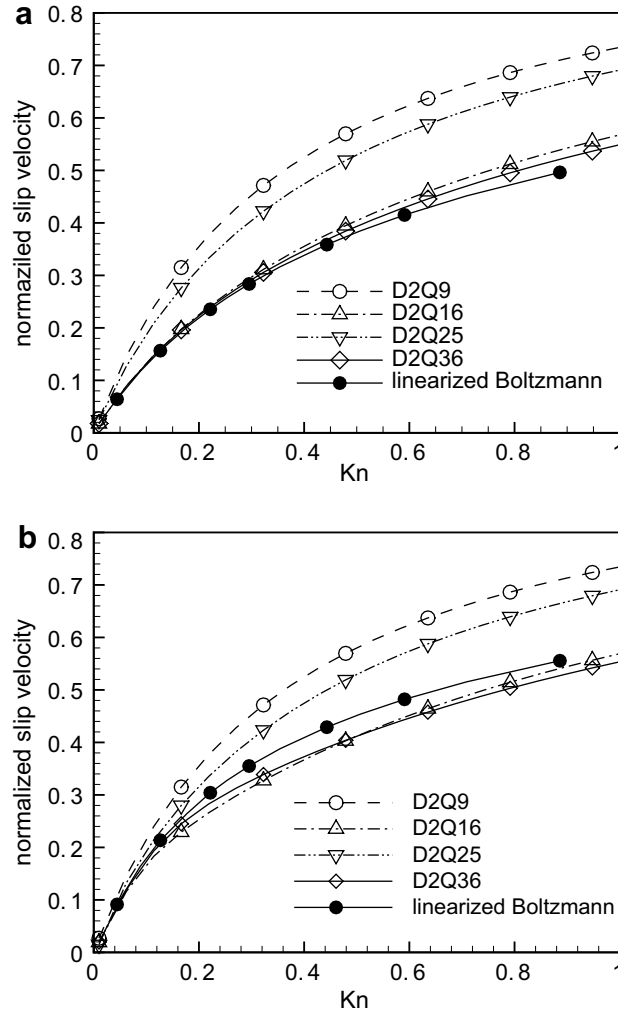 a
0.8
0.7
0.6
0.5
0.4
0.3
0.2
0.1
0
normaziled slip velocity
D2Q9
D2Q16
D2Q25
D2Q36
linearized Boltzmann
0 0.2 0.4 0.6 0.8 1
Kn
b
0.8
0.7
0.6
0.5
0.4
0.3
0.2
0.1
0
normalized slip velocity
D2Q9
D2Q16
D2Q25
D2Q36
linearized Boltzmann
0 0.2 0.4 0.6 0.8 1
Kn